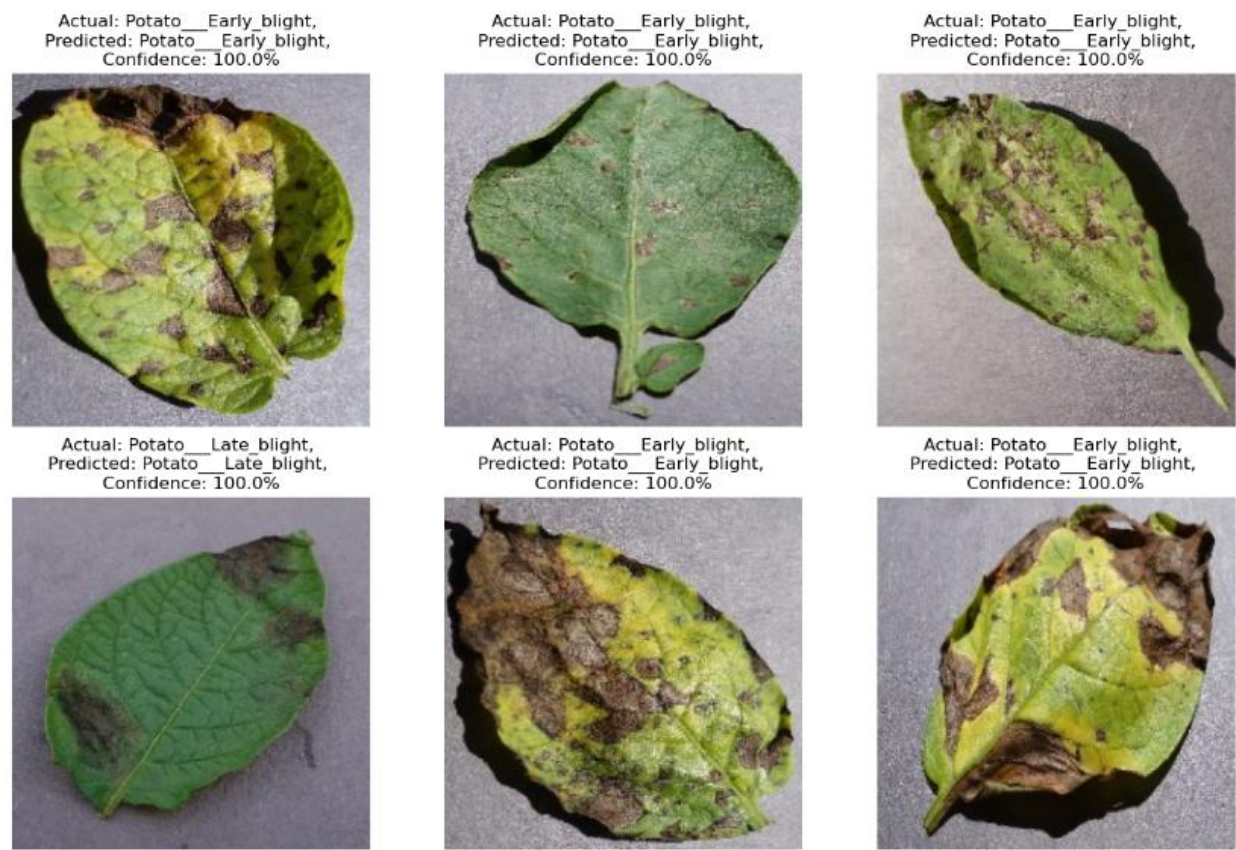 Actual: Potato___Early_blight,
Predicted: Potato___Early_blight,
Confidence: 100.0%
Actual: Potato___Early_blight,
Predicted: Potato___Early_blight,
Confidence: 100.0%
Actual: Potato___Early_blight,
Predicted: Potato___Early_blight,
Confidence: 100.0%
Actual: Potato___Late_blight,
Predicted: Potato___Late_blight,
Confidence: 100.0%
Actual: Potato___Early_blight,
Predicted: Potato___Early_blight,
Confidence: 100.0%
Actual: Potato___Early_blight,
Predicted: Potato___Early_blight,
Confidence: 100.0%